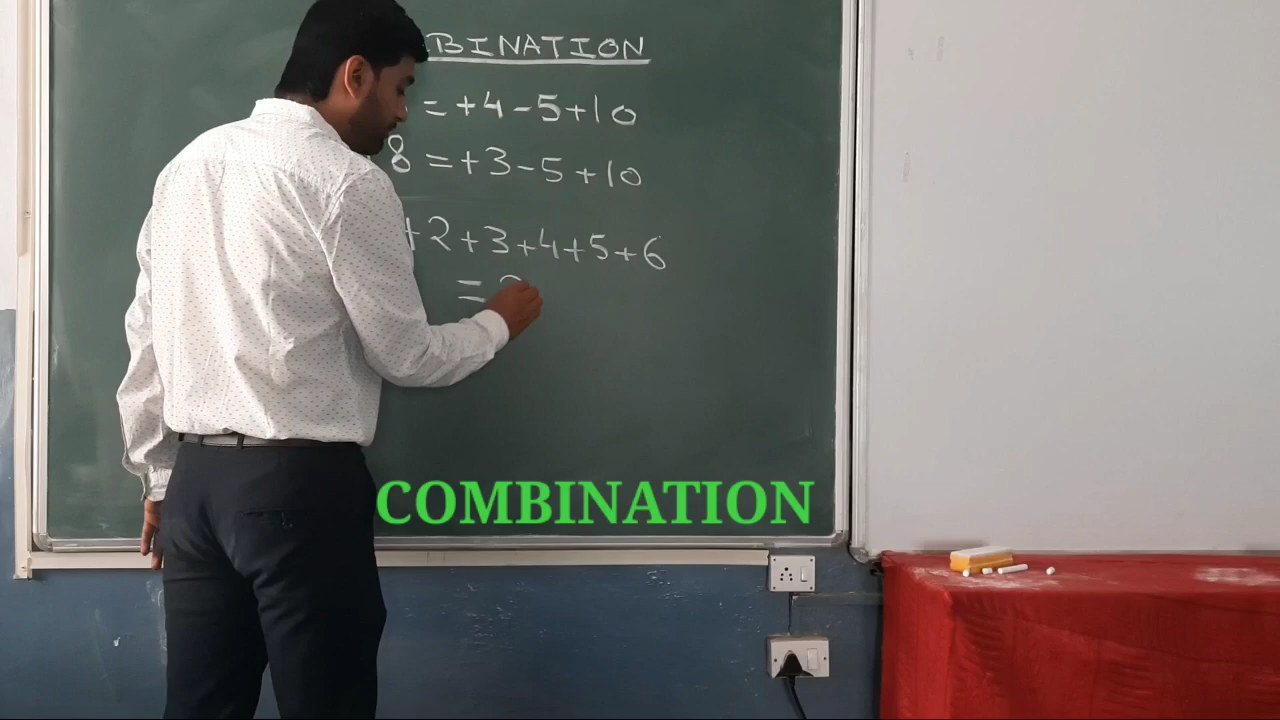 BINATION
= +4-5+10
8 = +3-5+10
+2+3+4+5+6
=
COMBINATION